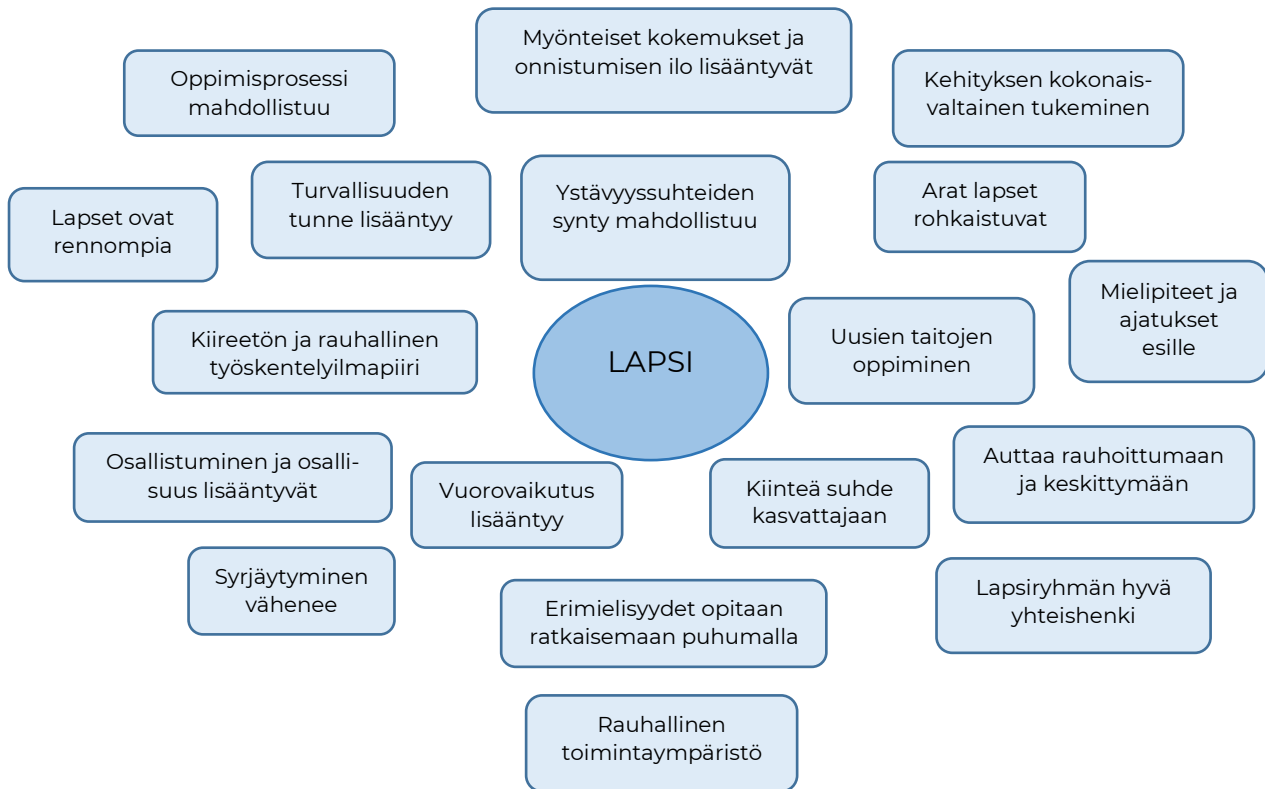 Myönteiset kokemukset ja
onnistumisen ilo lisääntyvät
Oppimisprosessi
mahdollistuu
Kehityksen kokonais-
valtainen tukeminen
Turvallisuuden
tunne lisääntyy
Ystävyyssuhteiden
synty mahdollistuu
Arat lapset
rohkaistuvat
Lapset ovat
rennompia
Mielipiteet ja
ajatukset
esille
Kiireetön ja rauhallinen
työskentelyilmapiiri
LAPSI
Uusien taitojen
oppiminen
Osallistuminen ja osalli-
suus lisääntyvät
Vuorovaikutus
lisääntyy
Kiinteä suhde
kasvattajaan
Auttaa rauhoittumaan
ja keskittymään
Syrjäytyminen
vähenee
Erimielisyydet opitaan
ratkaisemaan puhumalla
Lapsiryhmän hyvä
yhteishenki
Rauhallinen
toimintaympäristö